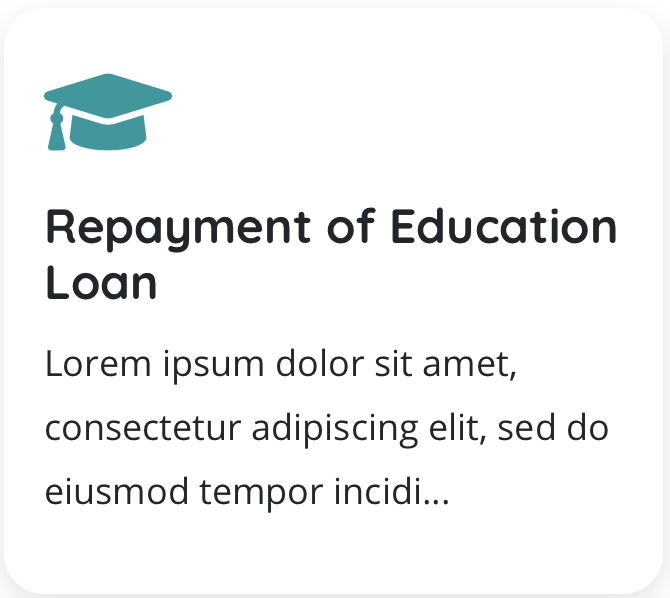 Repayment of Education
Loan
Lorem ipsum dolor sit amet,
consectetur adipiscing elit, sed do
eiusmod tempor incidi...